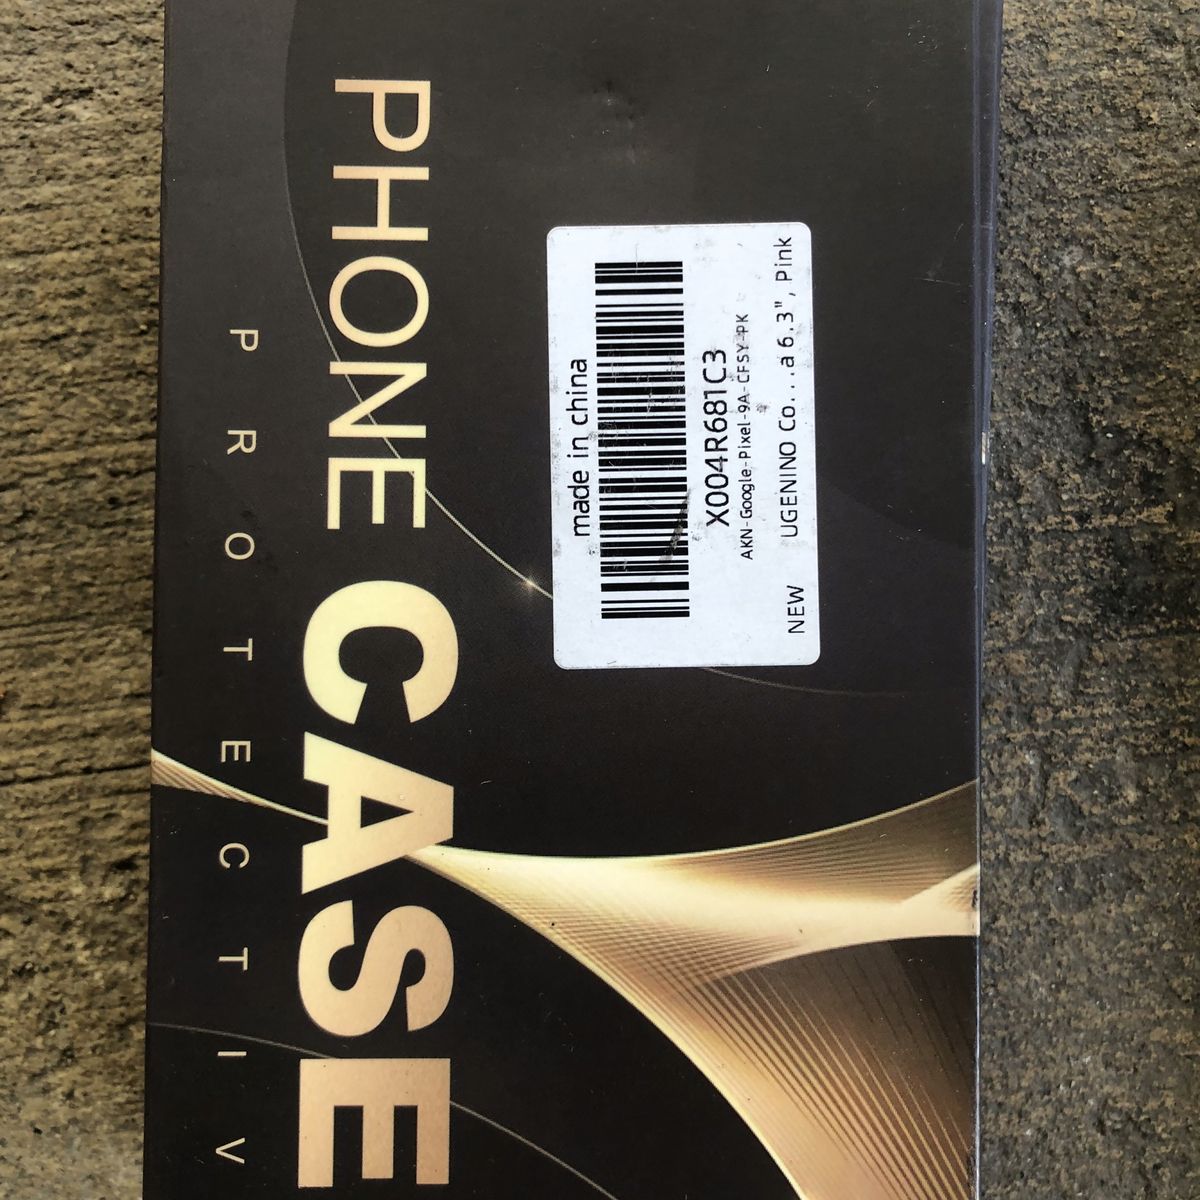 PHONE CASE
PROTECTIV
made in china
X004R681C3
AKN-Google-Pixel-9A-CFSY-PK
NEW UGENINO Co...a 6.3", Pink